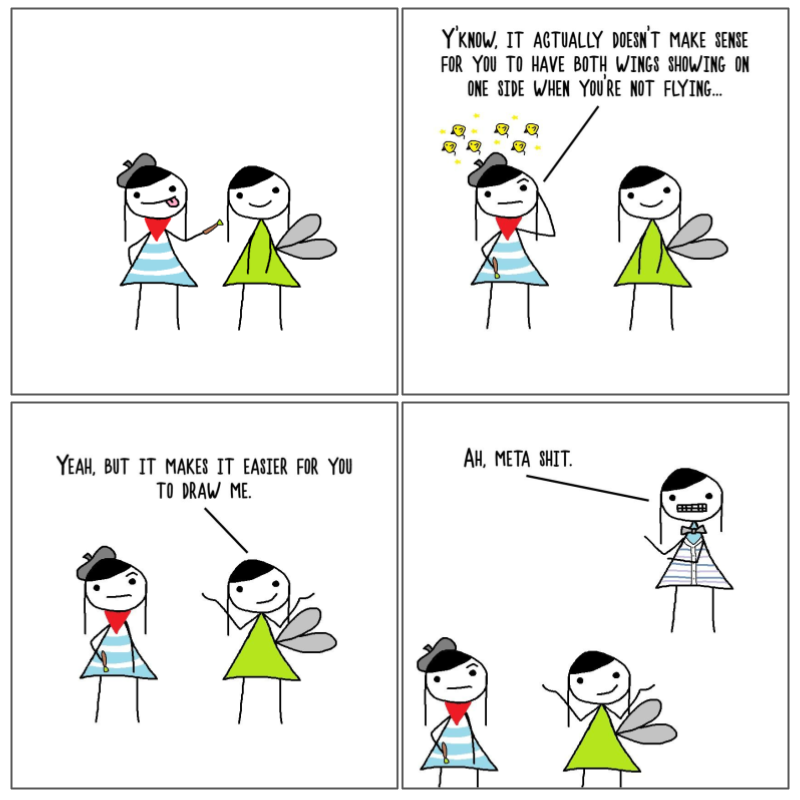 Y'KNOW, IT ACTUALLY DOESN'T MAKE SENSE
FOR YOU TO HAVE BOTH WINGS SHOWING ON
ONE SIDE WHEN YOU'RE NOT FLYING...
YEAH, BUT IT MAKES IT EASIER FOR YOU
TO DRAW ME.
AH, META SHIT.